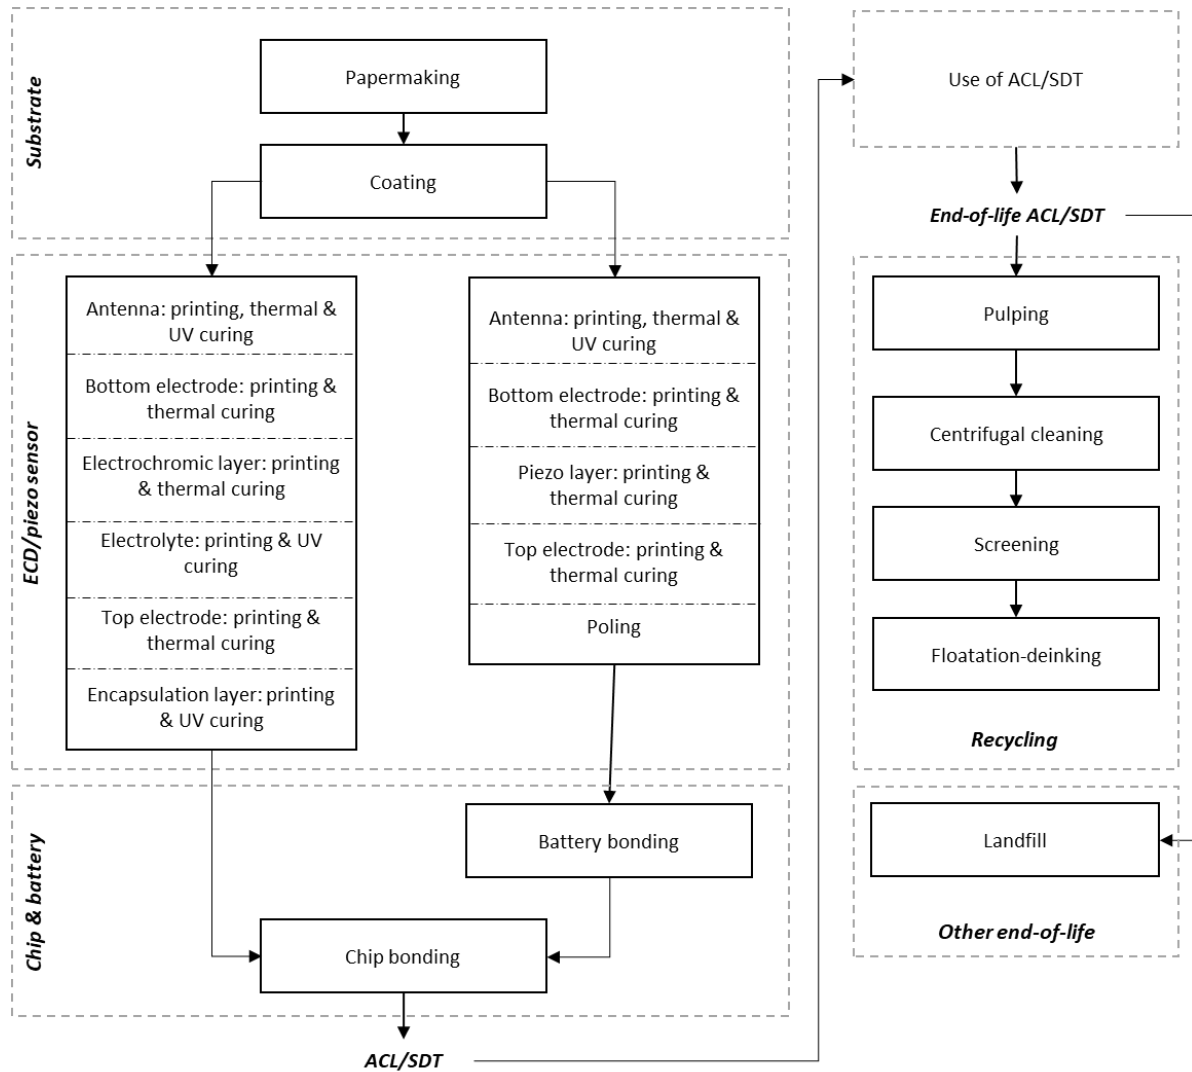 Substrate
Papermaking
Coating
ECD/piezo sensor
Antenna: printing, thermal &
UV curing
Bottom electrode: printing &
thermal curing
Electrochromic layer: printing
& thermal curing
Electrolyte: printing & UV
curing
Top electrode: printing &
thermal curing
Encapsulation layer: printing
& UV curing
Antenna: printing, thermal &
UV curing
Bottom electrode: printing &
thermal curing
Piezo layer: printing &
thermal curing
Top electrode: printing &
thermal curing
Poling
Chip & battery
Battery bonding
Chip bonding
ACL/SDT
Use of ACL/SDT
End-of-life ACL/SDT
Pulping
Centrifugal cleaning
Screening
Floatation-deinking
Recycling
Landfill
Other end-of-life